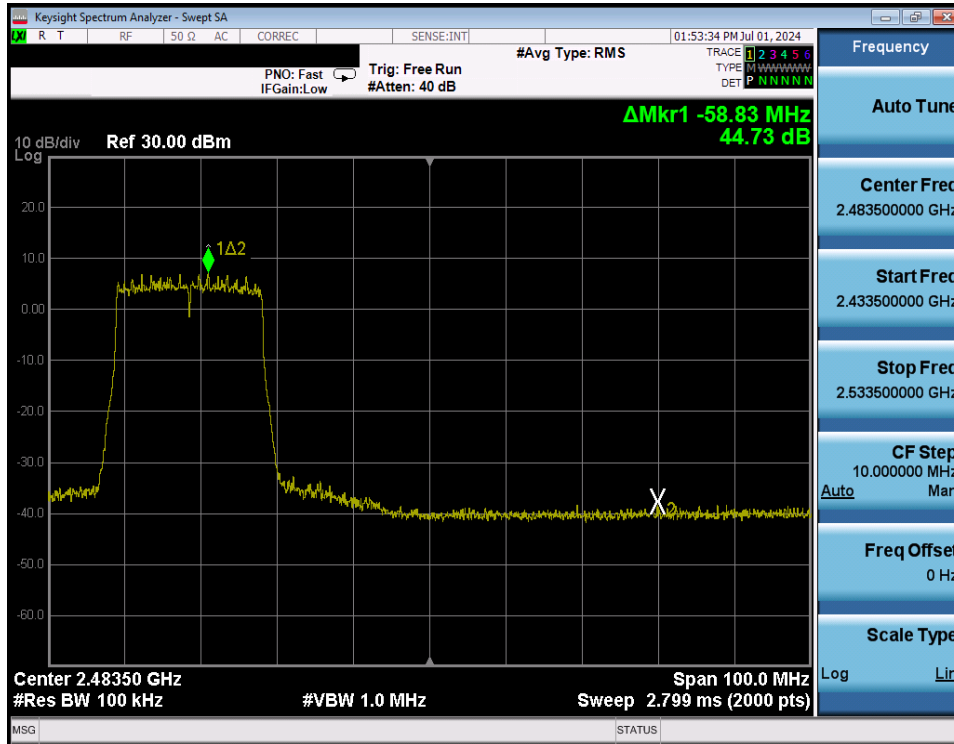 Keysight Spectrum Analyzer - Swept SA
LXI R T RF 50 Ω AC CORREC SENSE:INT 01:53:34 PM Jul 01, 2024
PNO: Fast
IFGain:Low
Trig: Free Run
#Atten: 40 dB
#Avg Type: RMS
TRACE 1 2 3 4 5 6
TYPE M WWWWW
DET P N N N N N
ΔMkr1 -58.83 MHz
44.73 dB
10 dB/div
Log
Ref 30.00 dBm
20.0
10.0
0.00
-10.0
-20.0
-30.0
-40.0
-50.0
-60.0
1Δ2
X2
Center 2.48350 GHz
Span 100.0 MHz
#Res BW 100 kHz
#VBW 1.0 MHz
Sweep 2.799 ms (2000 pts)
MSG
STATUS
Frequency
Auto Tune
Center Freq
2.483500000 GHz
Start Freq
2.433500000 GHz
Stop Freq
2.533500000 GHz
CF Step
10.000000 MHz
Auto Man
Freq Offset
0 Hz
Scale Type
Log Lin